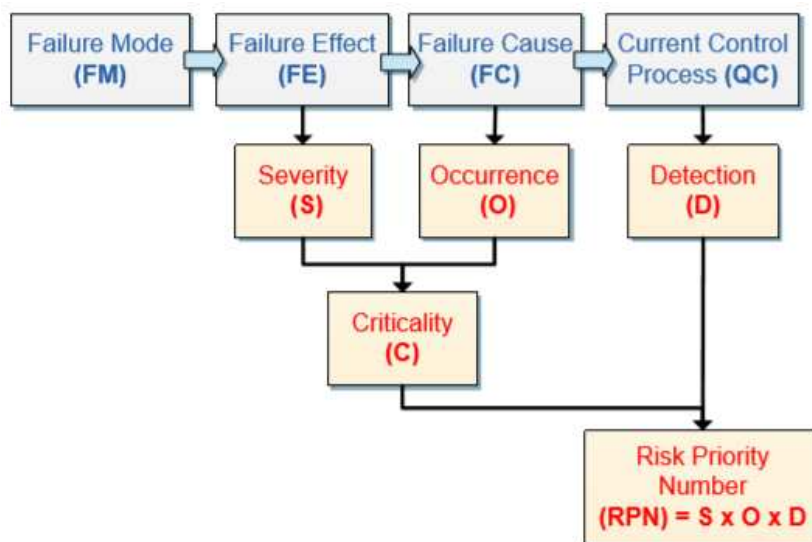 Failure Mode
(FM)
Failure Effect
(FE)
Failure Cause
(FC)
Current Control
Process (QC)
Severity
(S)
Occurrence
(O)
Detection
(D)
Criticality
(C)
Risk Priority
Number
(RPN) = S x O x D